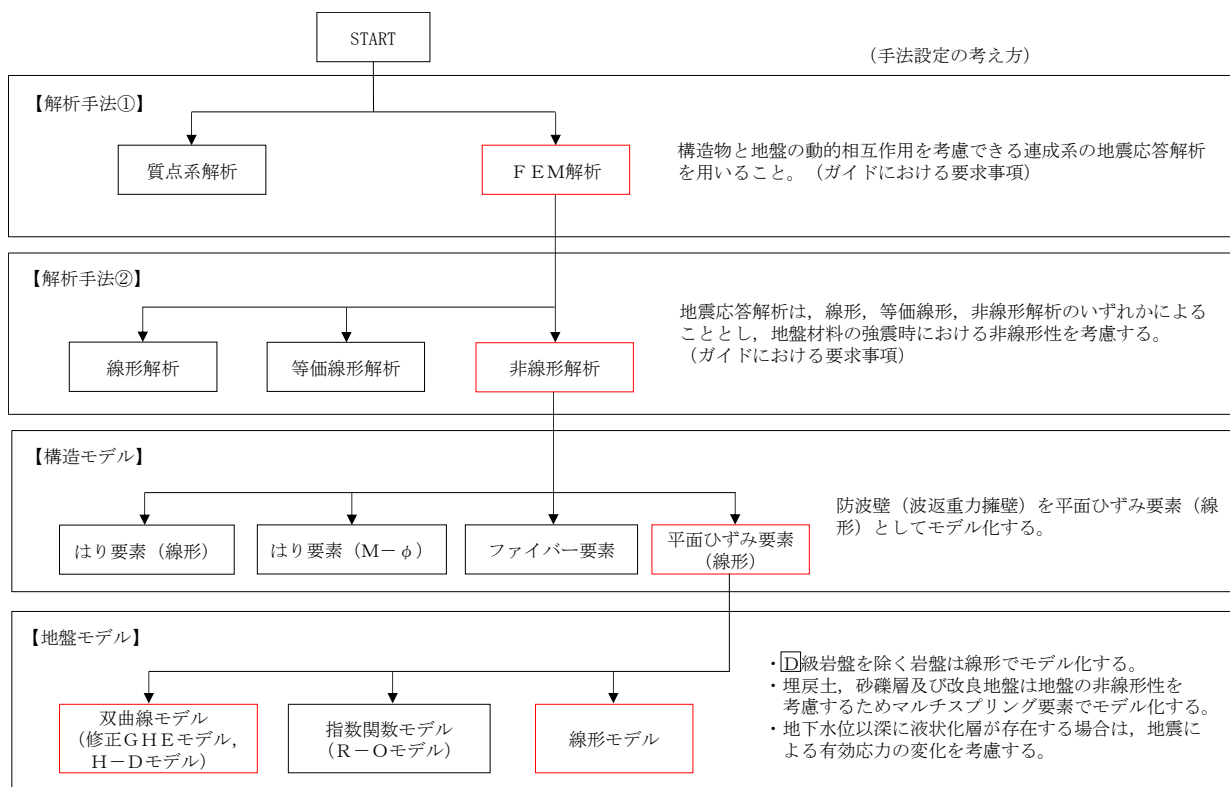 START
（手法設定の考え方）
【解析手法①】
質点系解析
ＦＥＭ解析
構造物と地盤の動的相互作用を考慮できる連成系の地震応答解析
を用いること。（ガイドにおける要求事項）
【解析手法②】
線形解析
等価線形解析
非線形解析
地震応答解析は，線形，等価線形，非線形解析のいずれかによる
こととし，地盤材料の強震時における非線形性を考慮する。
（ガイドにおける要求事項）
【構造モデル】
はり要素（線形）
はり要素（Ｍ－φ）
ファイバー要素
平面ひずみ要素
（線形）
防波壁（波返重力擁壁）を平面ひずみ要素（線
形）としてモデル化する。
【地盤モデル】
双曲線モデル
（修正ＧＨＥモデル，
Ｈ－Ｄモデル）
指数関数モデル
（Ｒ－Ｏモデル）
線形モデル
・Ｄ級岩盤を除く岩盤は線形でモデル化する。
・埋戻土，砂礫層及び改良地盤は地盤の非線形性を
考慮するためマルチスプリング要素でモデル化する。
・地下水位以深に液状化層が存在する場合は，地震に
よる有効応力の変化を考慮する。